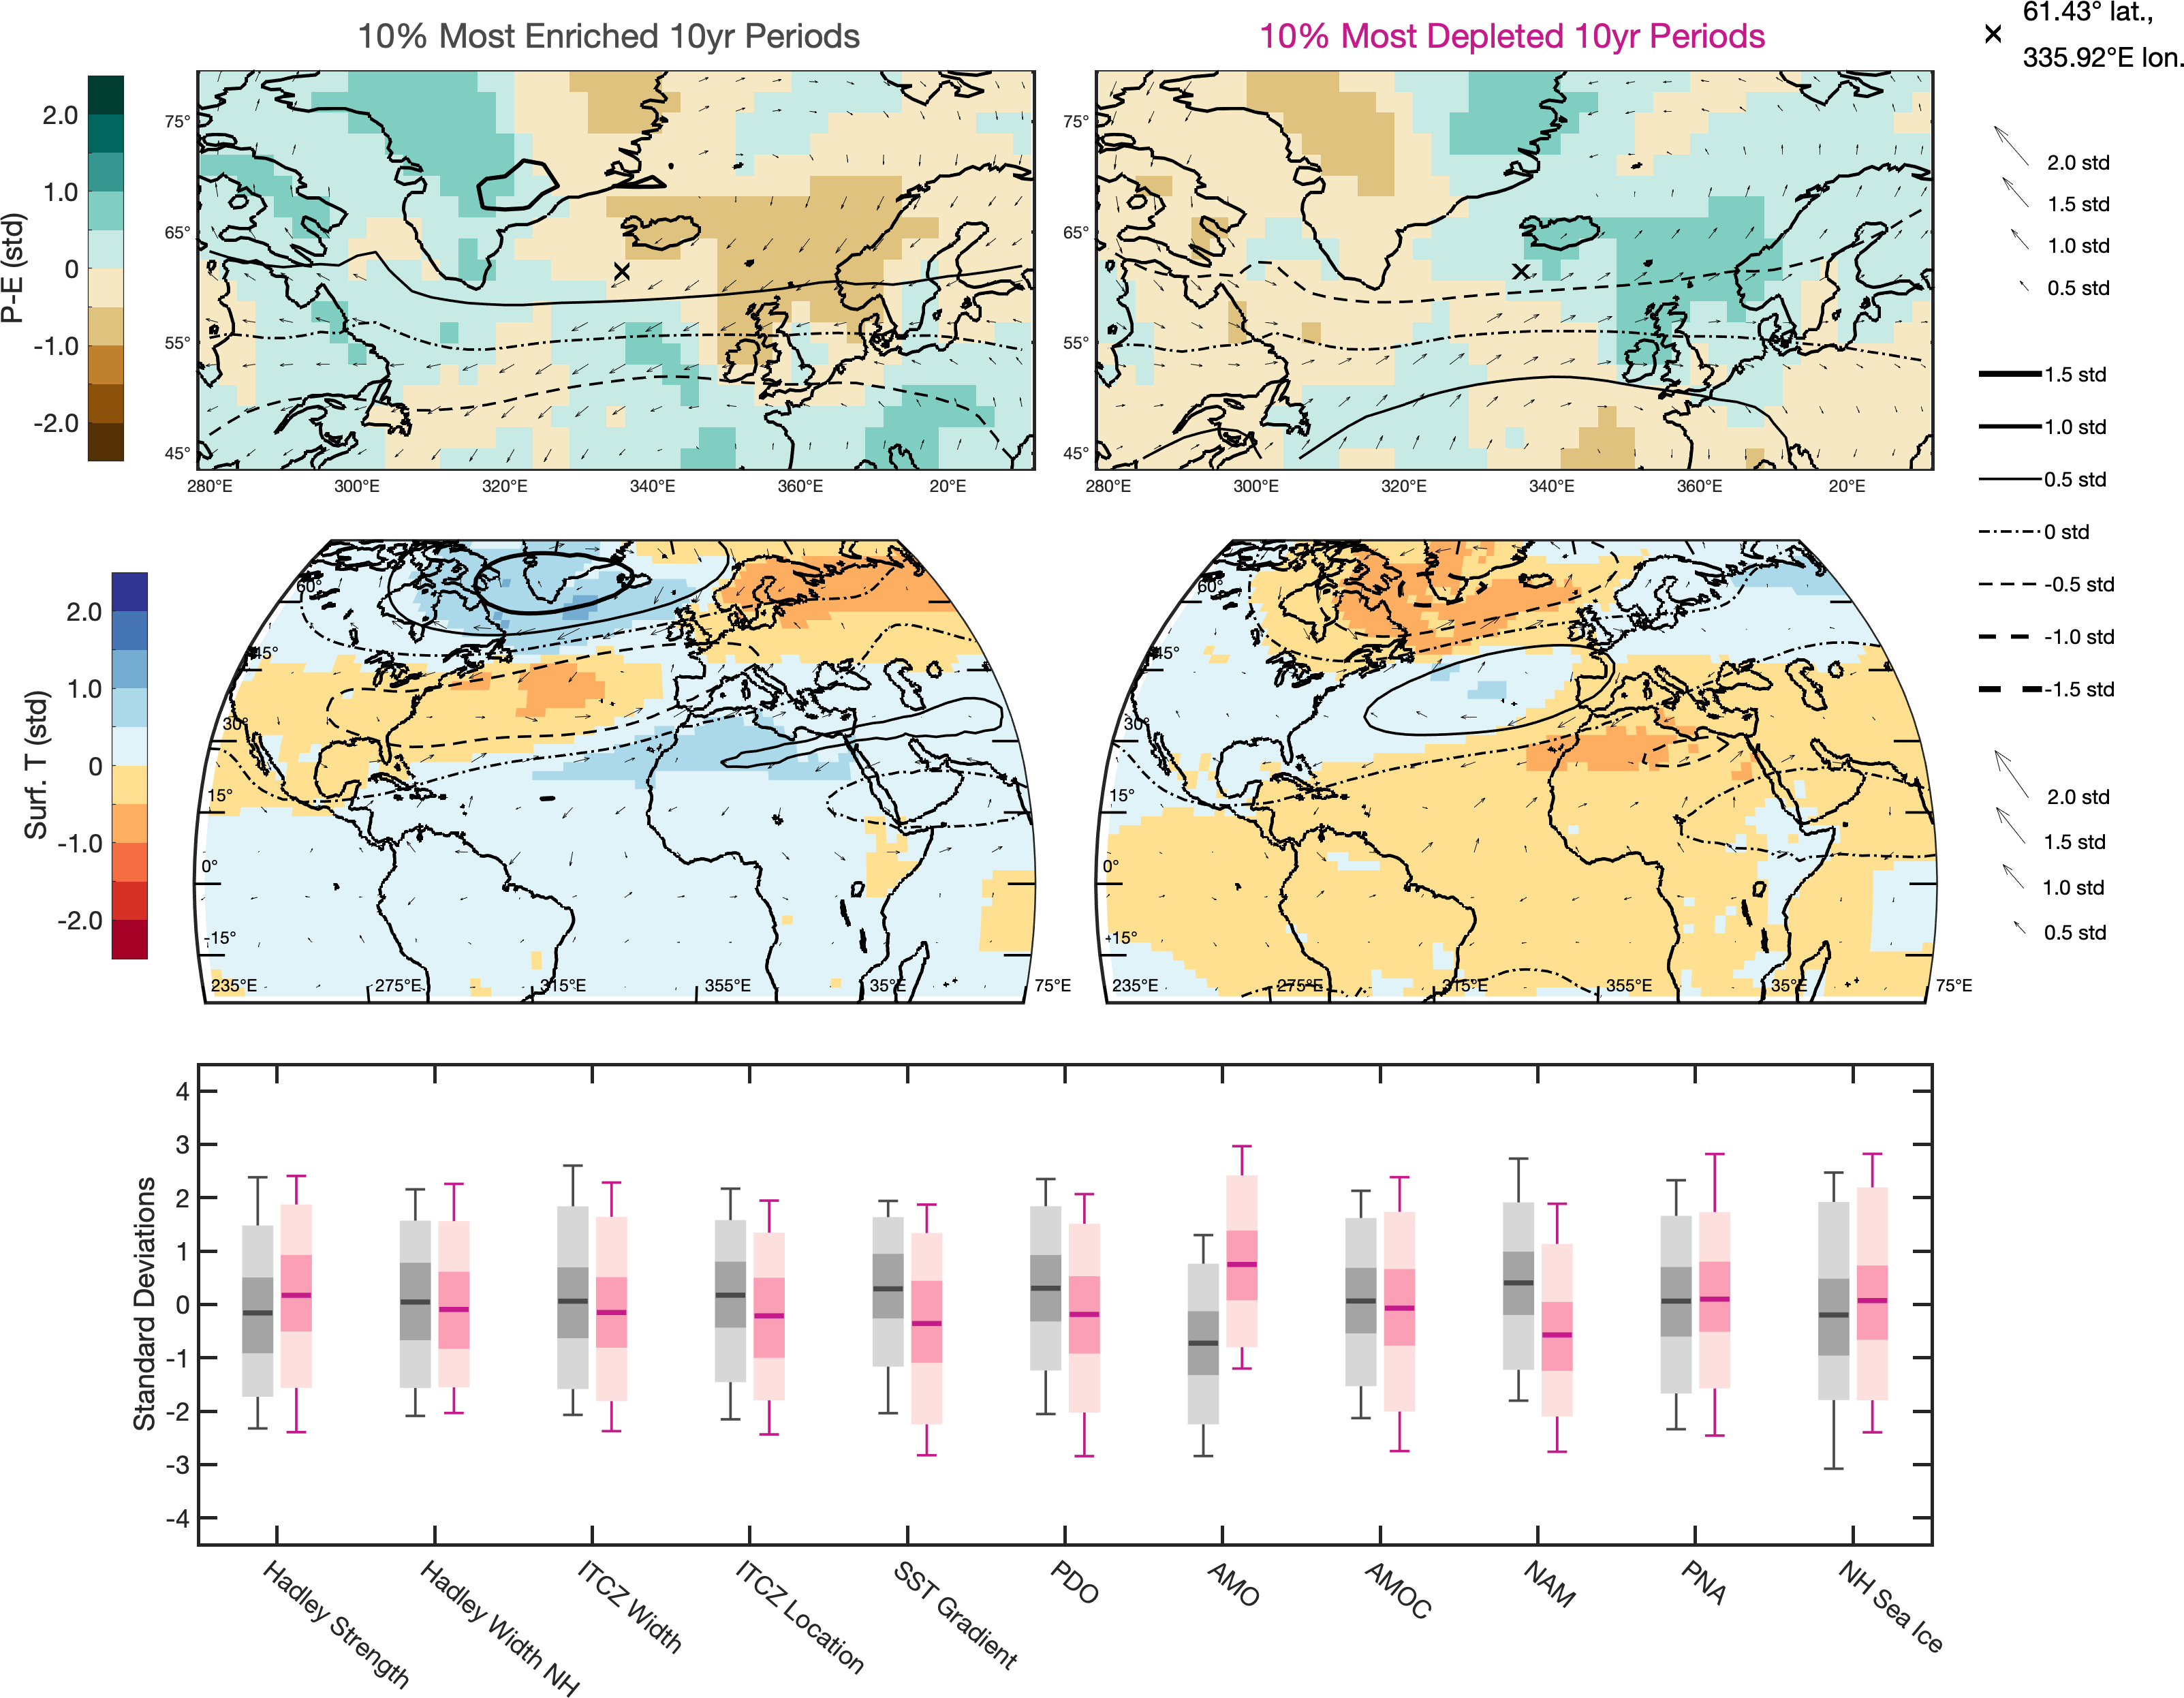 10% Most Enriched 10yr Periods
10% Most Depleted 10yr Periods
61.43° lat.,
335.92°E lon.
P-E (std)
2.0
1.0
0
-1.0
-2.0
75°
65°
55°
45°
280°E
300°E
320°E
340°E
360°E
20°E
75°
65°
55°
45°
280°E
300°E
320°E
340°E
360°E
20°E
2.0 std
1.5 std
1.0 std
0.5 std
1.5 std
1.0 std
0.5 std
0 std
-0.5 std
-1.0 std
-1.5 std
2.0 std
1.5 std
1.0 std
0.5 std
Surf. T (std)
2.0
1.0
0
-1.0
-2.0
60°
45°
30°
15°
0°
-15°
235°E
275°E
315°E
355°E
35°E
75°E
60°
45°
30°
15°
0°
-15°
235°E
275°E
315°E
355°E
35°E
75°E
Standard Deviations
4
3
2
1
0
-1
-2
-3
-4
Hadley Strength
Hadley Width NH
ITCZ Width
ITCZ Location
SST Gradient
PDO
AMO
AMOC
NAM
PNA
NH Sea Ice